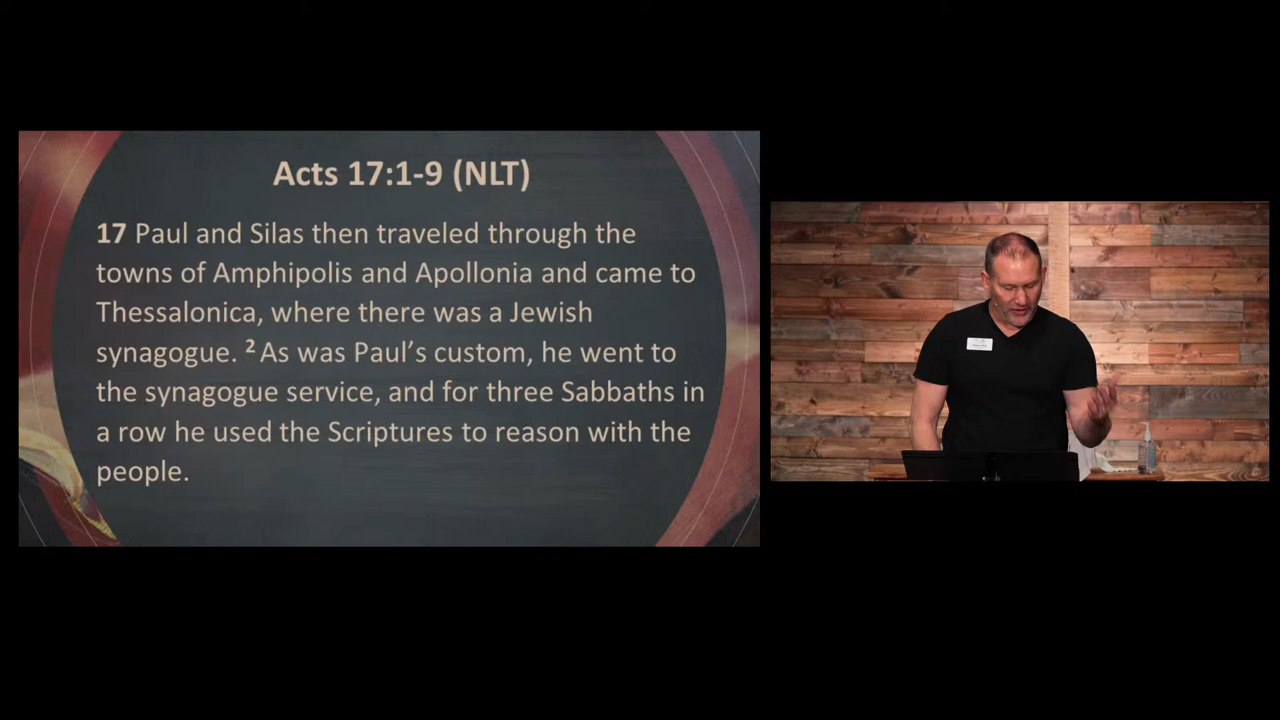 Acts 17:1-9 (NLT)
17 Paul and Silas then traveled through the
towns of Amphipolis and Apollonia and came to
Thessalonica, where there was a Jewish
synagogue. ² As was Paul’s custom, he went to
the synagogue service, and for three Sabbaths in
a row he used the Scriptures to reason with the
people.